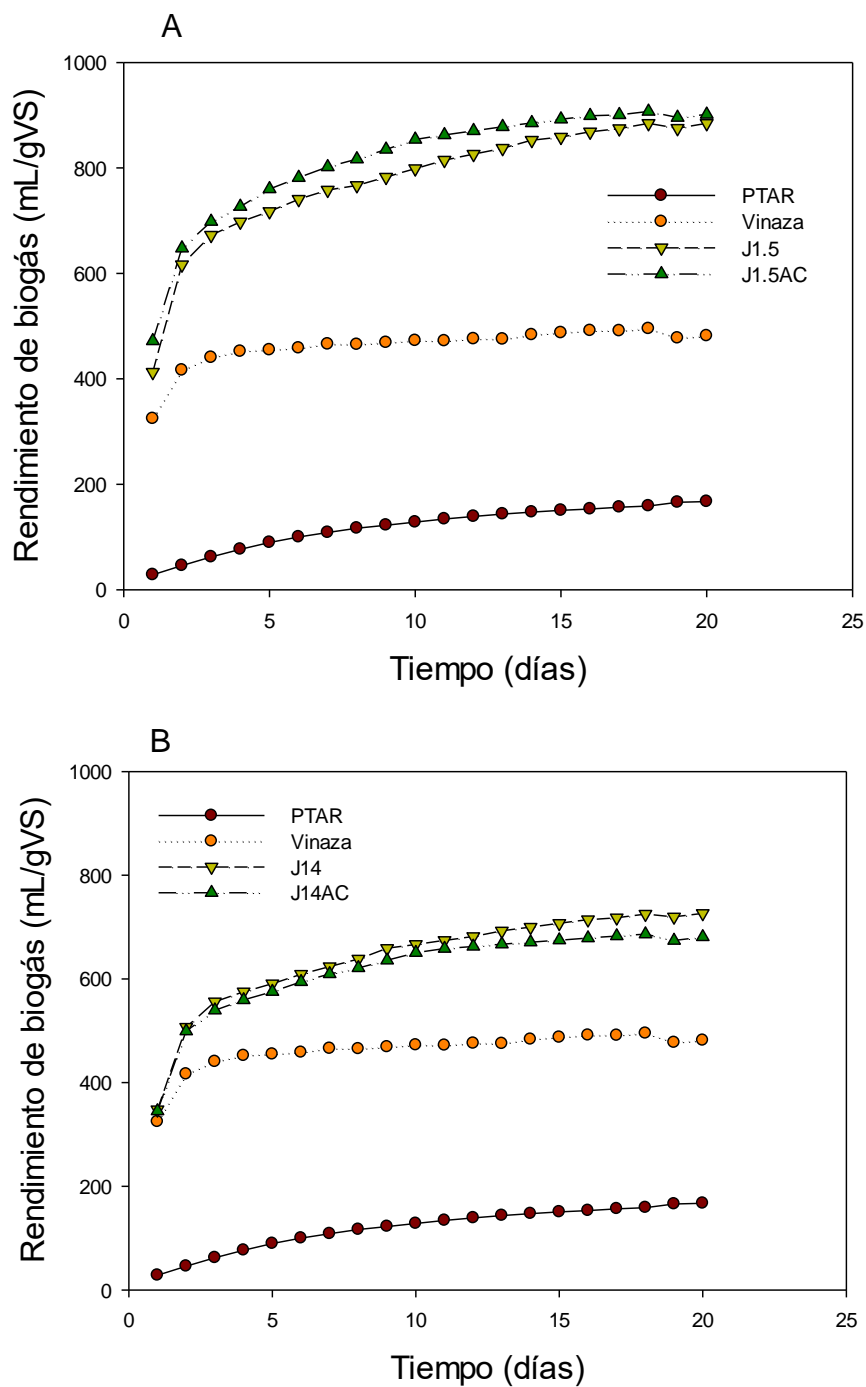 A
Rendimiento de biogás (mL/gVS)
1000
800
600
400
200
0
PTAR
Vinaza
J1.5
J1.5AC
0 5 10 15 20 25
Tiempo (días)
B
Rendimiento de biogás (mL/gVS)
1000
800
600
400
200
0
PTAR
Vinaza
J14
J14AC
0 5 10 15 20 25
Tiempo (días)